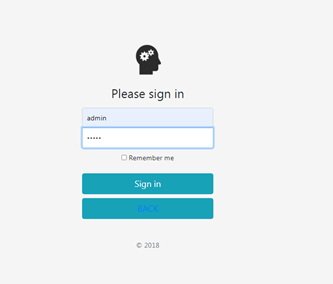 Please sign in
admin
•••••
Remember me
Sign in
BACK
© 2018